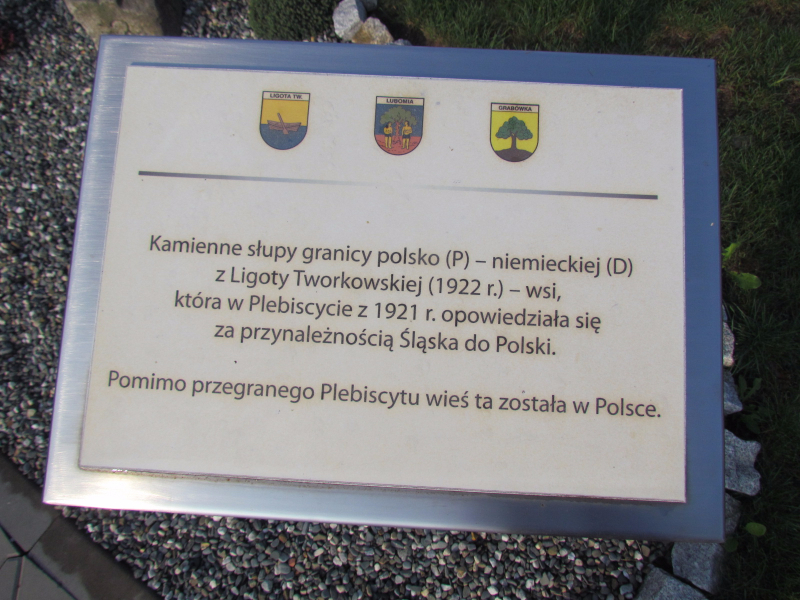 LIGOTA TW.
LUBOMIA
GRABÓWKA
Kamienne słupy granicy polsko (P) – niemieckiej (D)
z Ligoty Tworkowskiej (1922 r.) – wsi,
która w Plebiscycie z 1921 r. opowiedziała się
za przynależnością Śląska do Polski.
Pomimo przegranego Plebiscytu wieś ta została w Polsce.